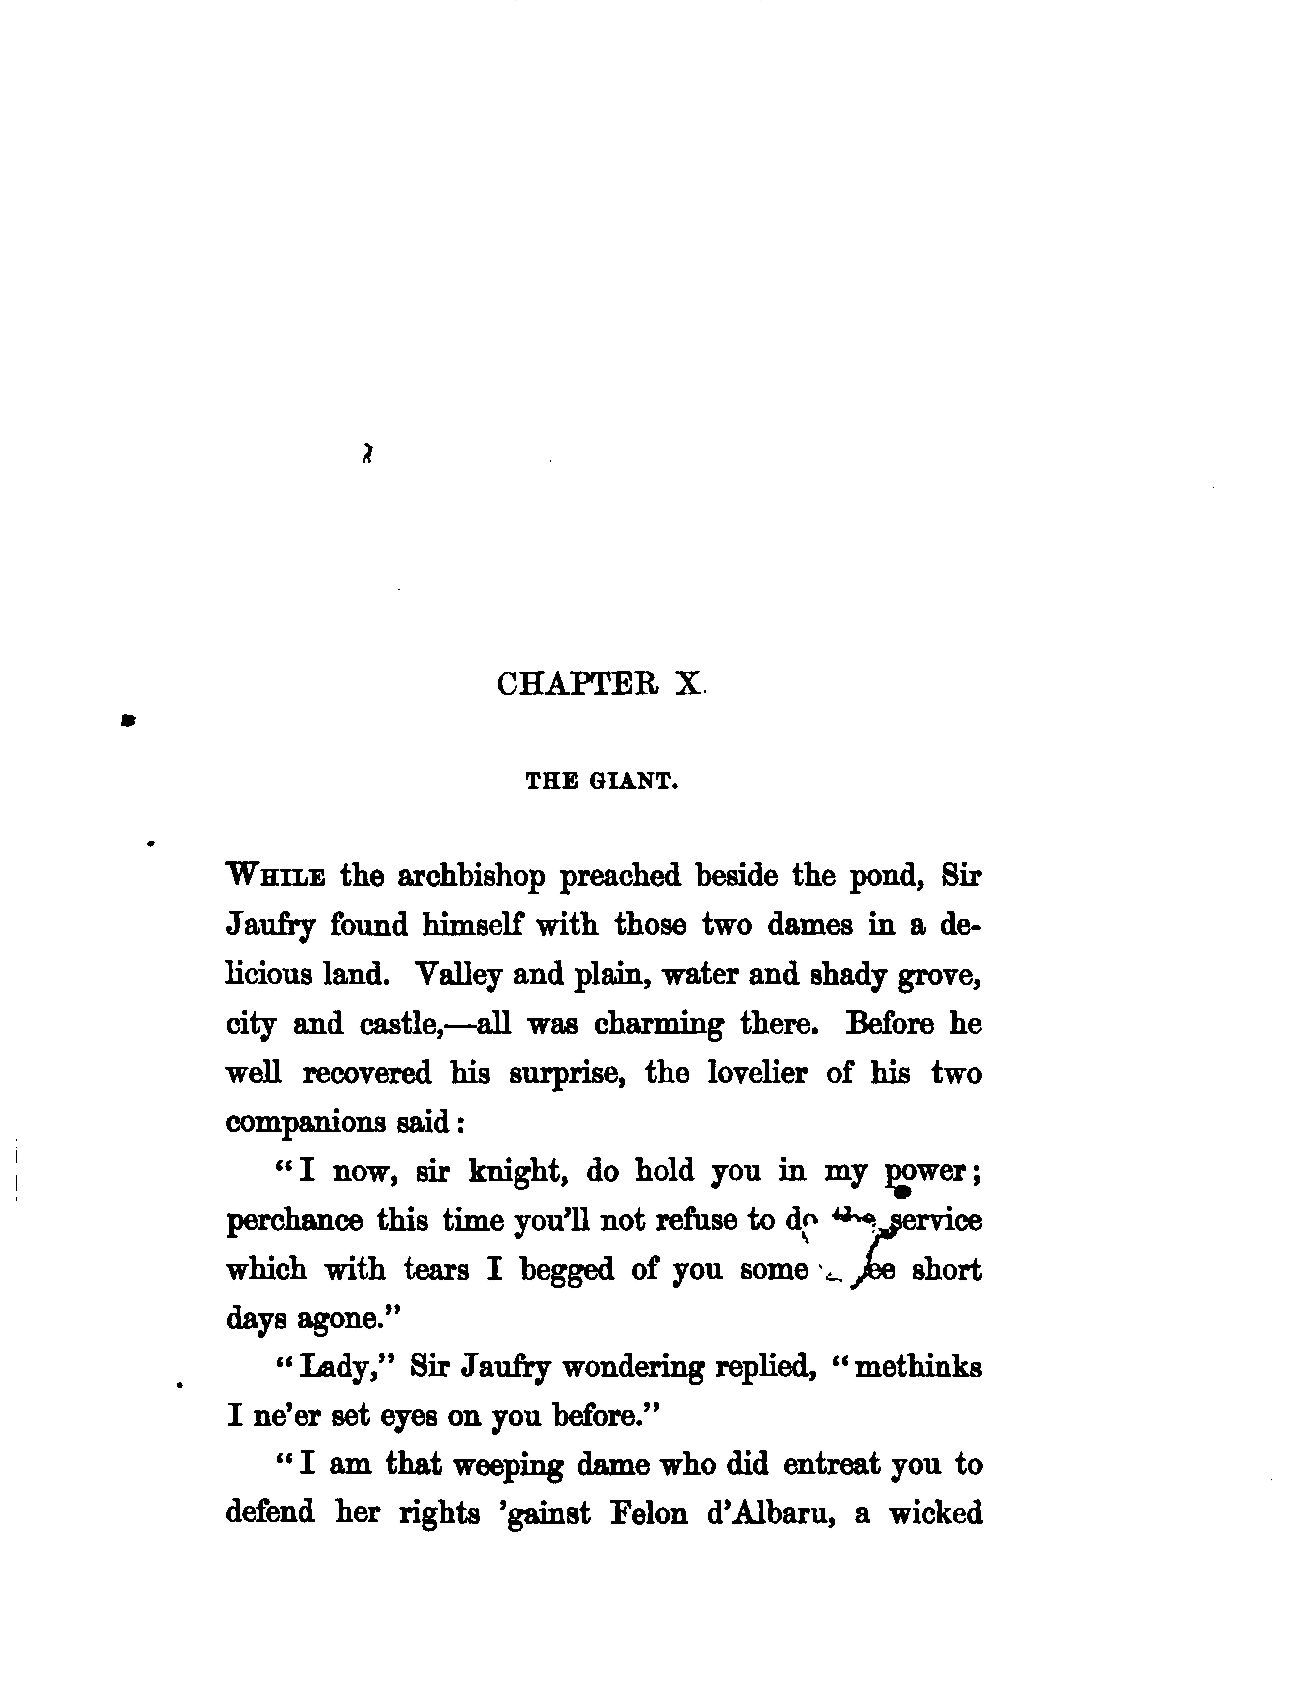 CHAPTER X.
THE GIANT.
WHILE the archbishop preached beside the pond, Sir
Jaufry found himself with those two dames in a de-
licious land. Valley and plain, water and shady grove,
city and castle,—all was charming there. Before he
well recovered his surprise, the lovelier of his two
companions said:
“I now, sir knight, do hold you in my power;
perchance this time you’ll not refuse to do the service
which with tears I begged of you some short
days agone.”
“Lady,” Sir Jaufry wondering replied, “methinks
I ne’er set eyes on you before.”
“I am that weeping dame who did entreat you to
defend her rights ’gainst Felon d’Albaru, a wicked